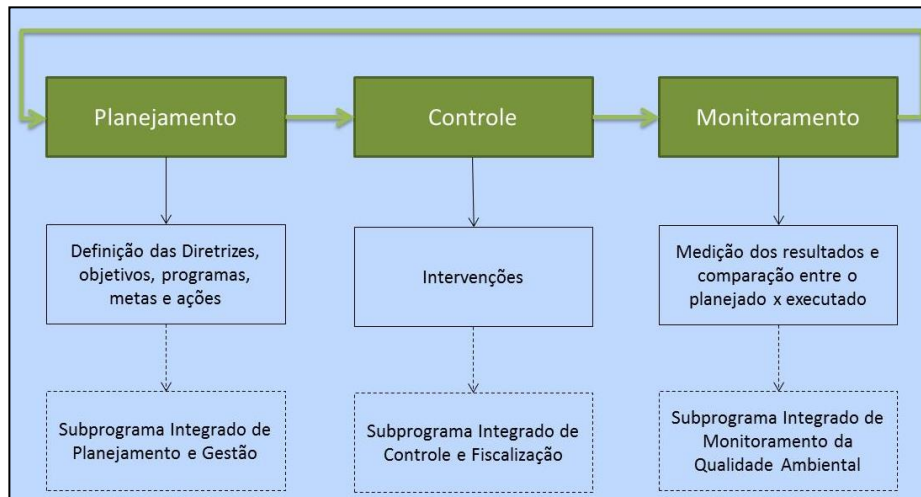 Planejamento
Controle
Monitoramento
Definição das Diretrizes,
objetivos, programas,
metas e ações
Intervenções
Medição dos resultados e
comparação entre o
planejado x executado
Subprograma Integrado de
Planejamento e Gestão
Subprograma Integrado de
Controle e Fiscalização
Subprograma Integrado de
Monitoramento da
Qualidade Ambiental